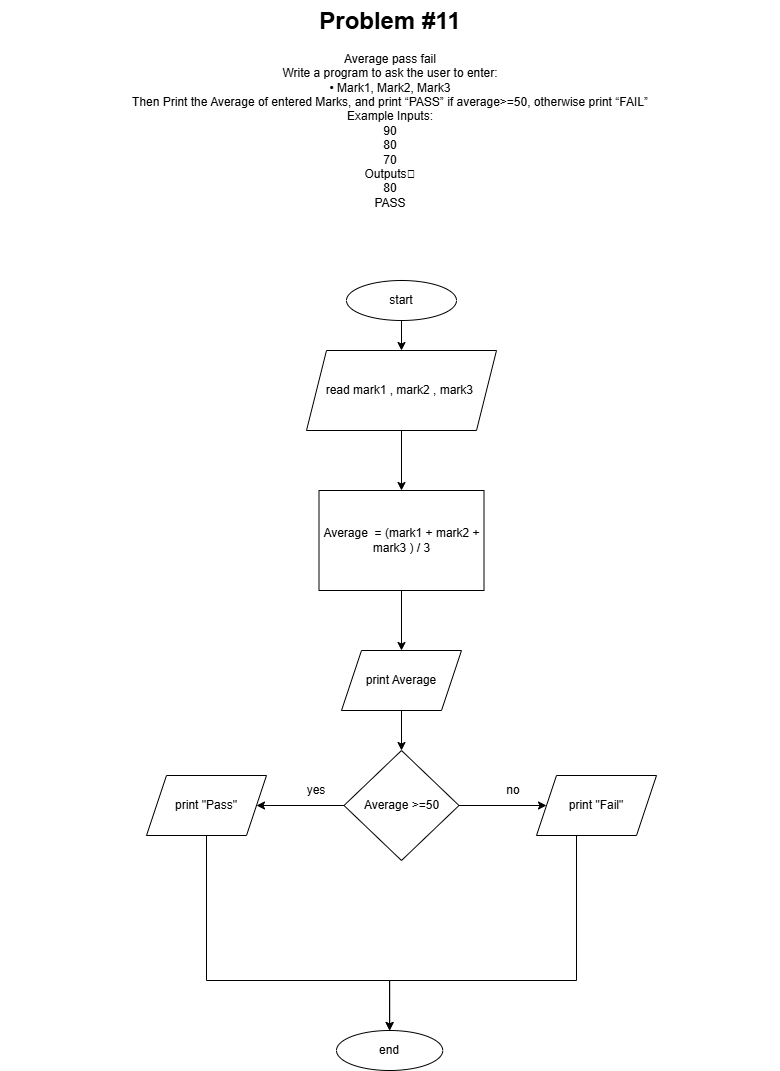 Problem #11
Average pass fail
Write a program to ask the user to enter:
• Mark1, Mark2, Mark3
Then Print the Average of entered Marks, and print “PASS” if average>=50, otherwise print “FAIL”
Example Inputs:
90
80
70
Outputs
80
PASS
start
read mark1 , mark2 , mark3
Average  = (mark1 + mark2 +
mark3 ) / 3
print Average
Average >=50
yes
no
print "Pass"
print "Fail"
end